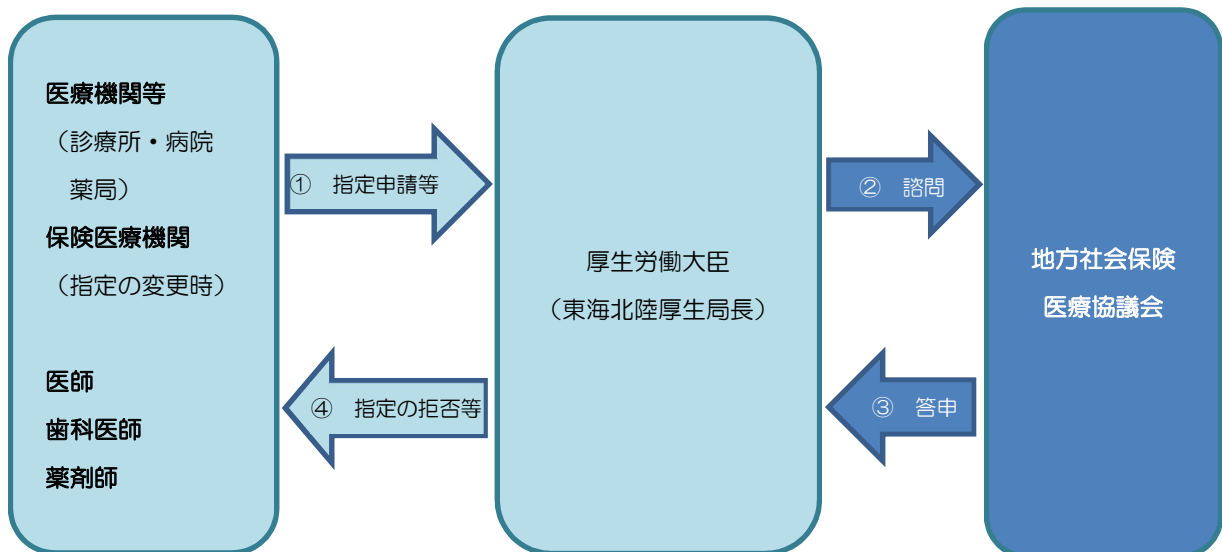 医療機関等
（診療所・病院
薬局）
保険医療機関
（指定の変更時）
医師
歯科医師
薬剤師
① 指定申請等
④ 指定の拒否等
厚生労働大臣
（東海北陸厚生局長）
② 諮問
③ 答申
地方社会保険
医療協議会